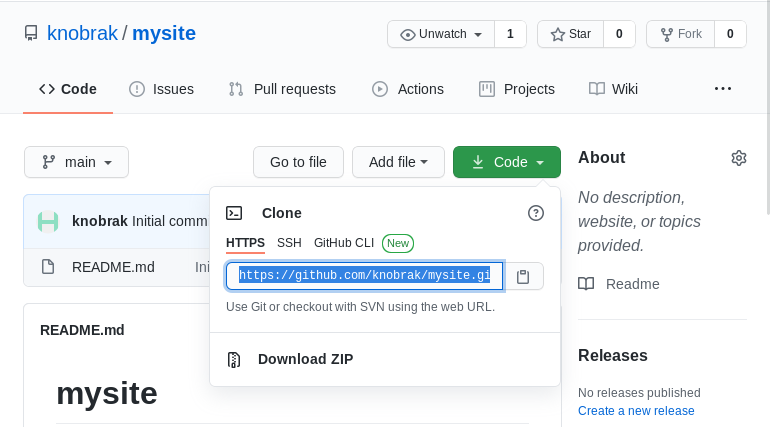 knobrak / mysite
Unwatch 1 Star 0 Fork 0
Code Issues Pull requests Actions Projects Wiki ...
main Go to file Add file Code
knobrak Initial comm
README.md Ini
Clone
HTTPS SSH GitHub CLI New
https://github.com/knobrak/mysite.gi
Use Git or checkout with SVN using the web URL.
Download ZIP
README.md
mysite
About
No description,
website, or topics
provided.
Readme
Releases
No releases published
Create a new release